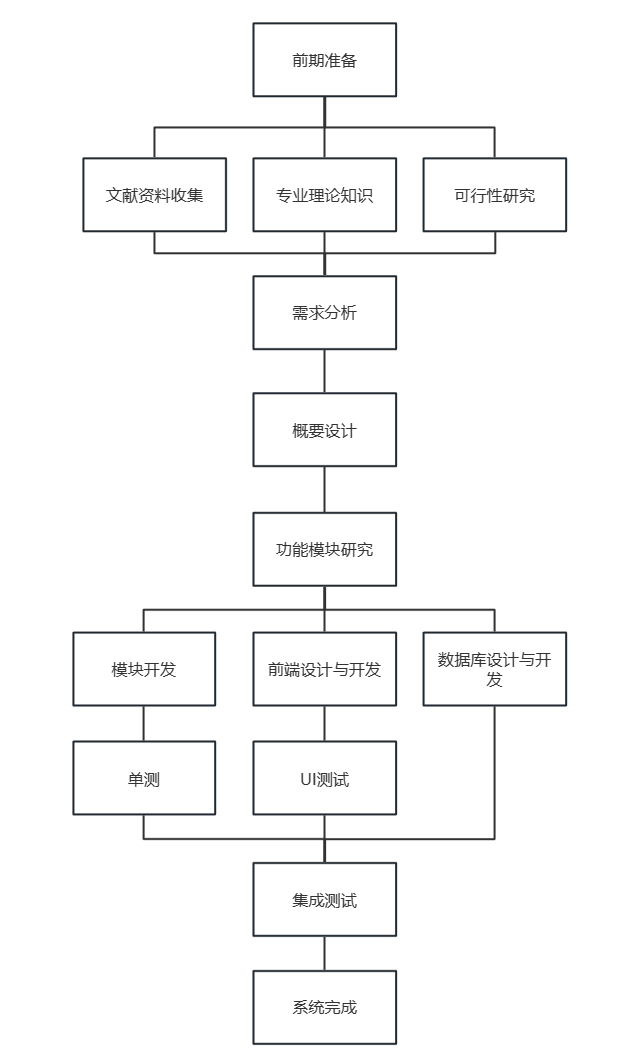 前期准备
文献资料收集
专业理论知识
可行性研究
需求分析
概要设计
功能模块研究
模块开发
前端设计与开发
数据库设计与开
发
单测
UI测试
集成测试
系统完成